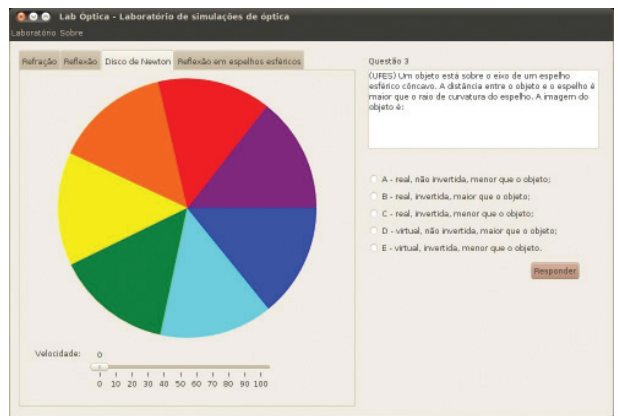 Lab Óptica - Laboratório de simulações de óptica
Laboratório Sobre
Refração Reflexão Disco de Newton Reflexão em espelhos esféricos
Velocidade: 0
0 10 20 30 40 50 60 70 80 90 100
Questão 3
(UFES) Um objeto está sobre o eixo de um espelho
esférico côncavo. A distância entre o objeto e o espelho é
maior que o raio de curvatura do espelho. A imagem do
objeto é:
A - real, não invertida, menor que o objeto;
B - real, invertida, maior que o objeto;
C - real, invertida, menor que o objeto;
D - virtual, não invertida, maior que o objeto;
E - virtual, invertida, menor que o objeto.
Responder